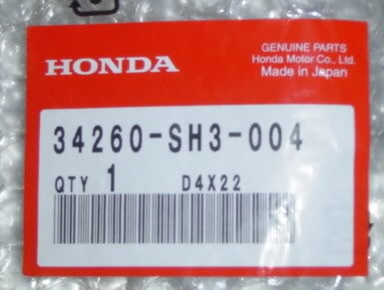 HONDA
GENUINE PARTS
Honda Motor Co., Ltd.
Made in Japan
34260-SH3-004
QTY 1 D4X22